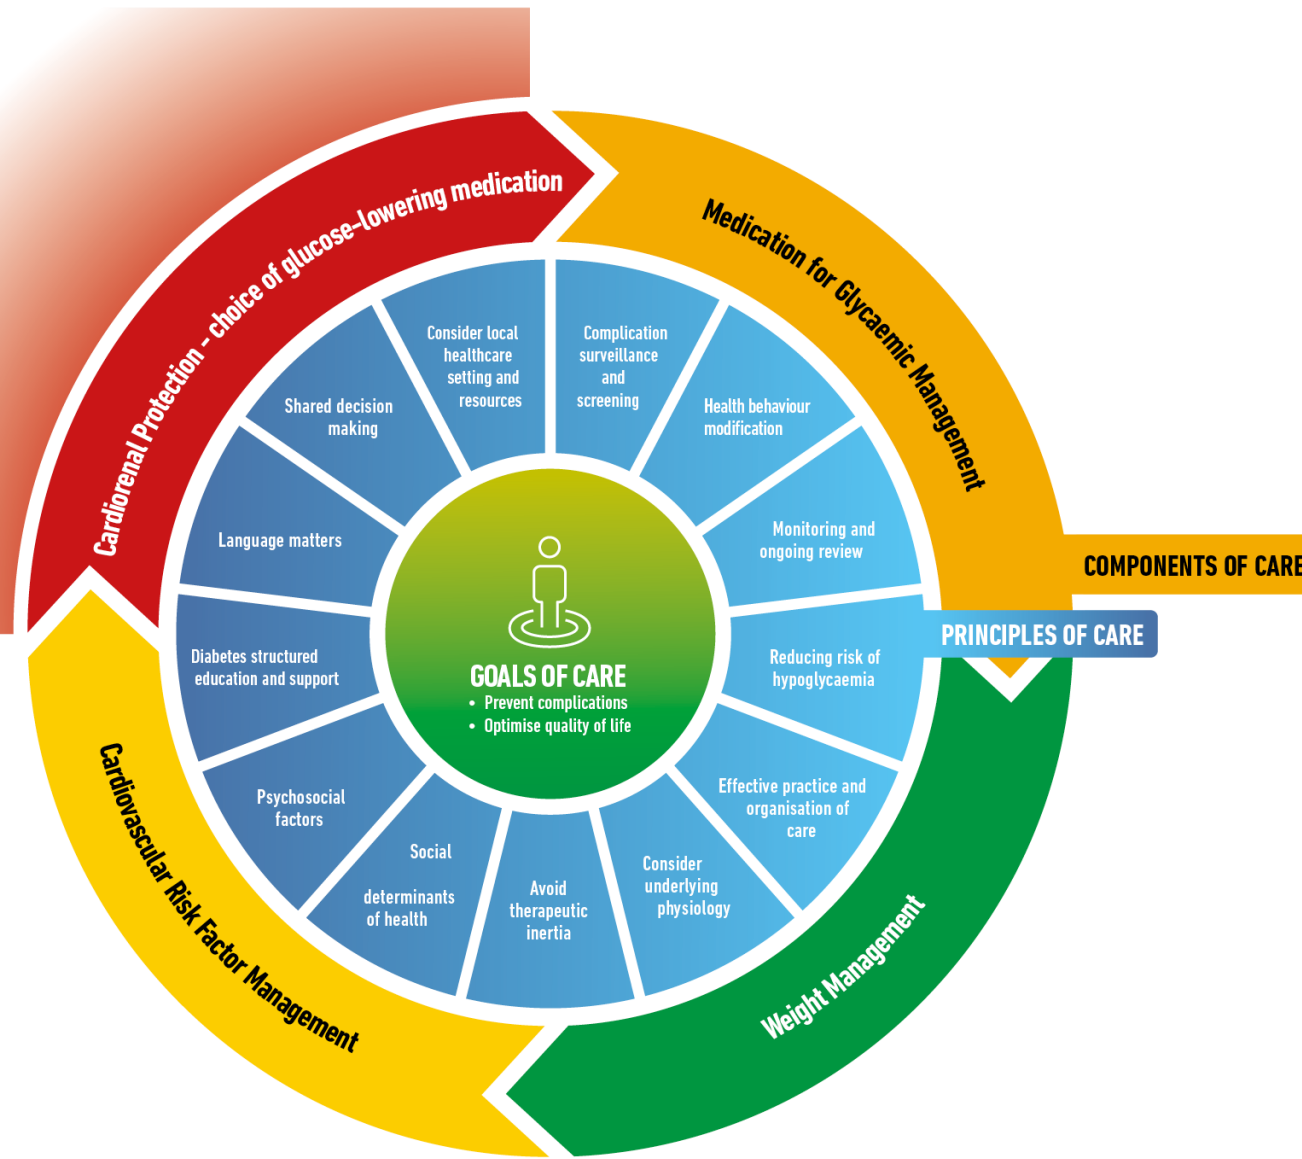 Cardiorenal Protection - choice of glucose-lowering medication
Medication for Glycaemic Management
COMPONENTS OF CARE
PRINCIPLES OF CARE
Weight Management
Cardiovascular Risk Factor Management
Consider local
healthcare
setting and
resources
Complication
surveillance
and
screening
Health behaviour
modification
Monitoring and
ongoing review
Reducing risk of
hypoglycaemia
Effective practice and
organisation of
care
Consider
underlying
physiology
Avoid
therapeutic
inertia
Social
determinants
of health
Psychosocial
factors
Diabetes structured
education and support
Language matters
Shared decision
making
GOALS OF CARE
• Prevent complications
• Optimise quality of life